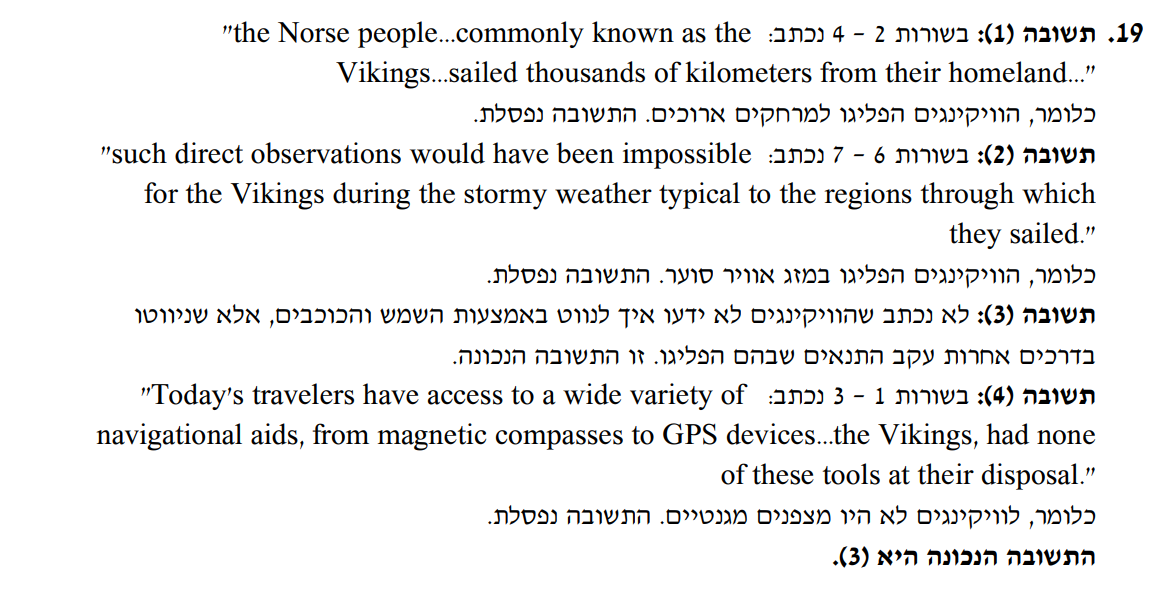 19. תשובה (1): בשורות 2 – 4 נכתב: "the Norse people...commonly known as the
Vikings...sailed thousands of kilometers from their homeland..."
כלומר, הוויקינגים הפליגו למרחקים ארוכים. התשובה נפסלת.
תשובה (2): בשורות 6 – 7 נכתב: "such direct observations would have been impossible
for the Vikings during the stormy weather typical to the regions through which
they sailed."
כלומר, הוויקינגים הפליגו במזג אוויר סוער. התשובה נפסלת.
תשובה (3): לא נכתב שהוויקינגים לא ידעו איך לנווט באמצעות השמש והכוכבים, אלא שניווטו
בדרכים אחרות עקב התנאים שבהם הפליגו. זו התשובה הנכונה.
תשובה (4): בשורות 1 – 3 נכתב: "Today's travelers have access to a wide variety of
navigational aids, from magnetic compasses to GPS devices...the Vikings, had none
of these tools at their disposal."
כלומר, לוויקינגים לא היו מצפנים מגנטיים. התשובה נפסלת.
התשובה הנכונה היא (3).